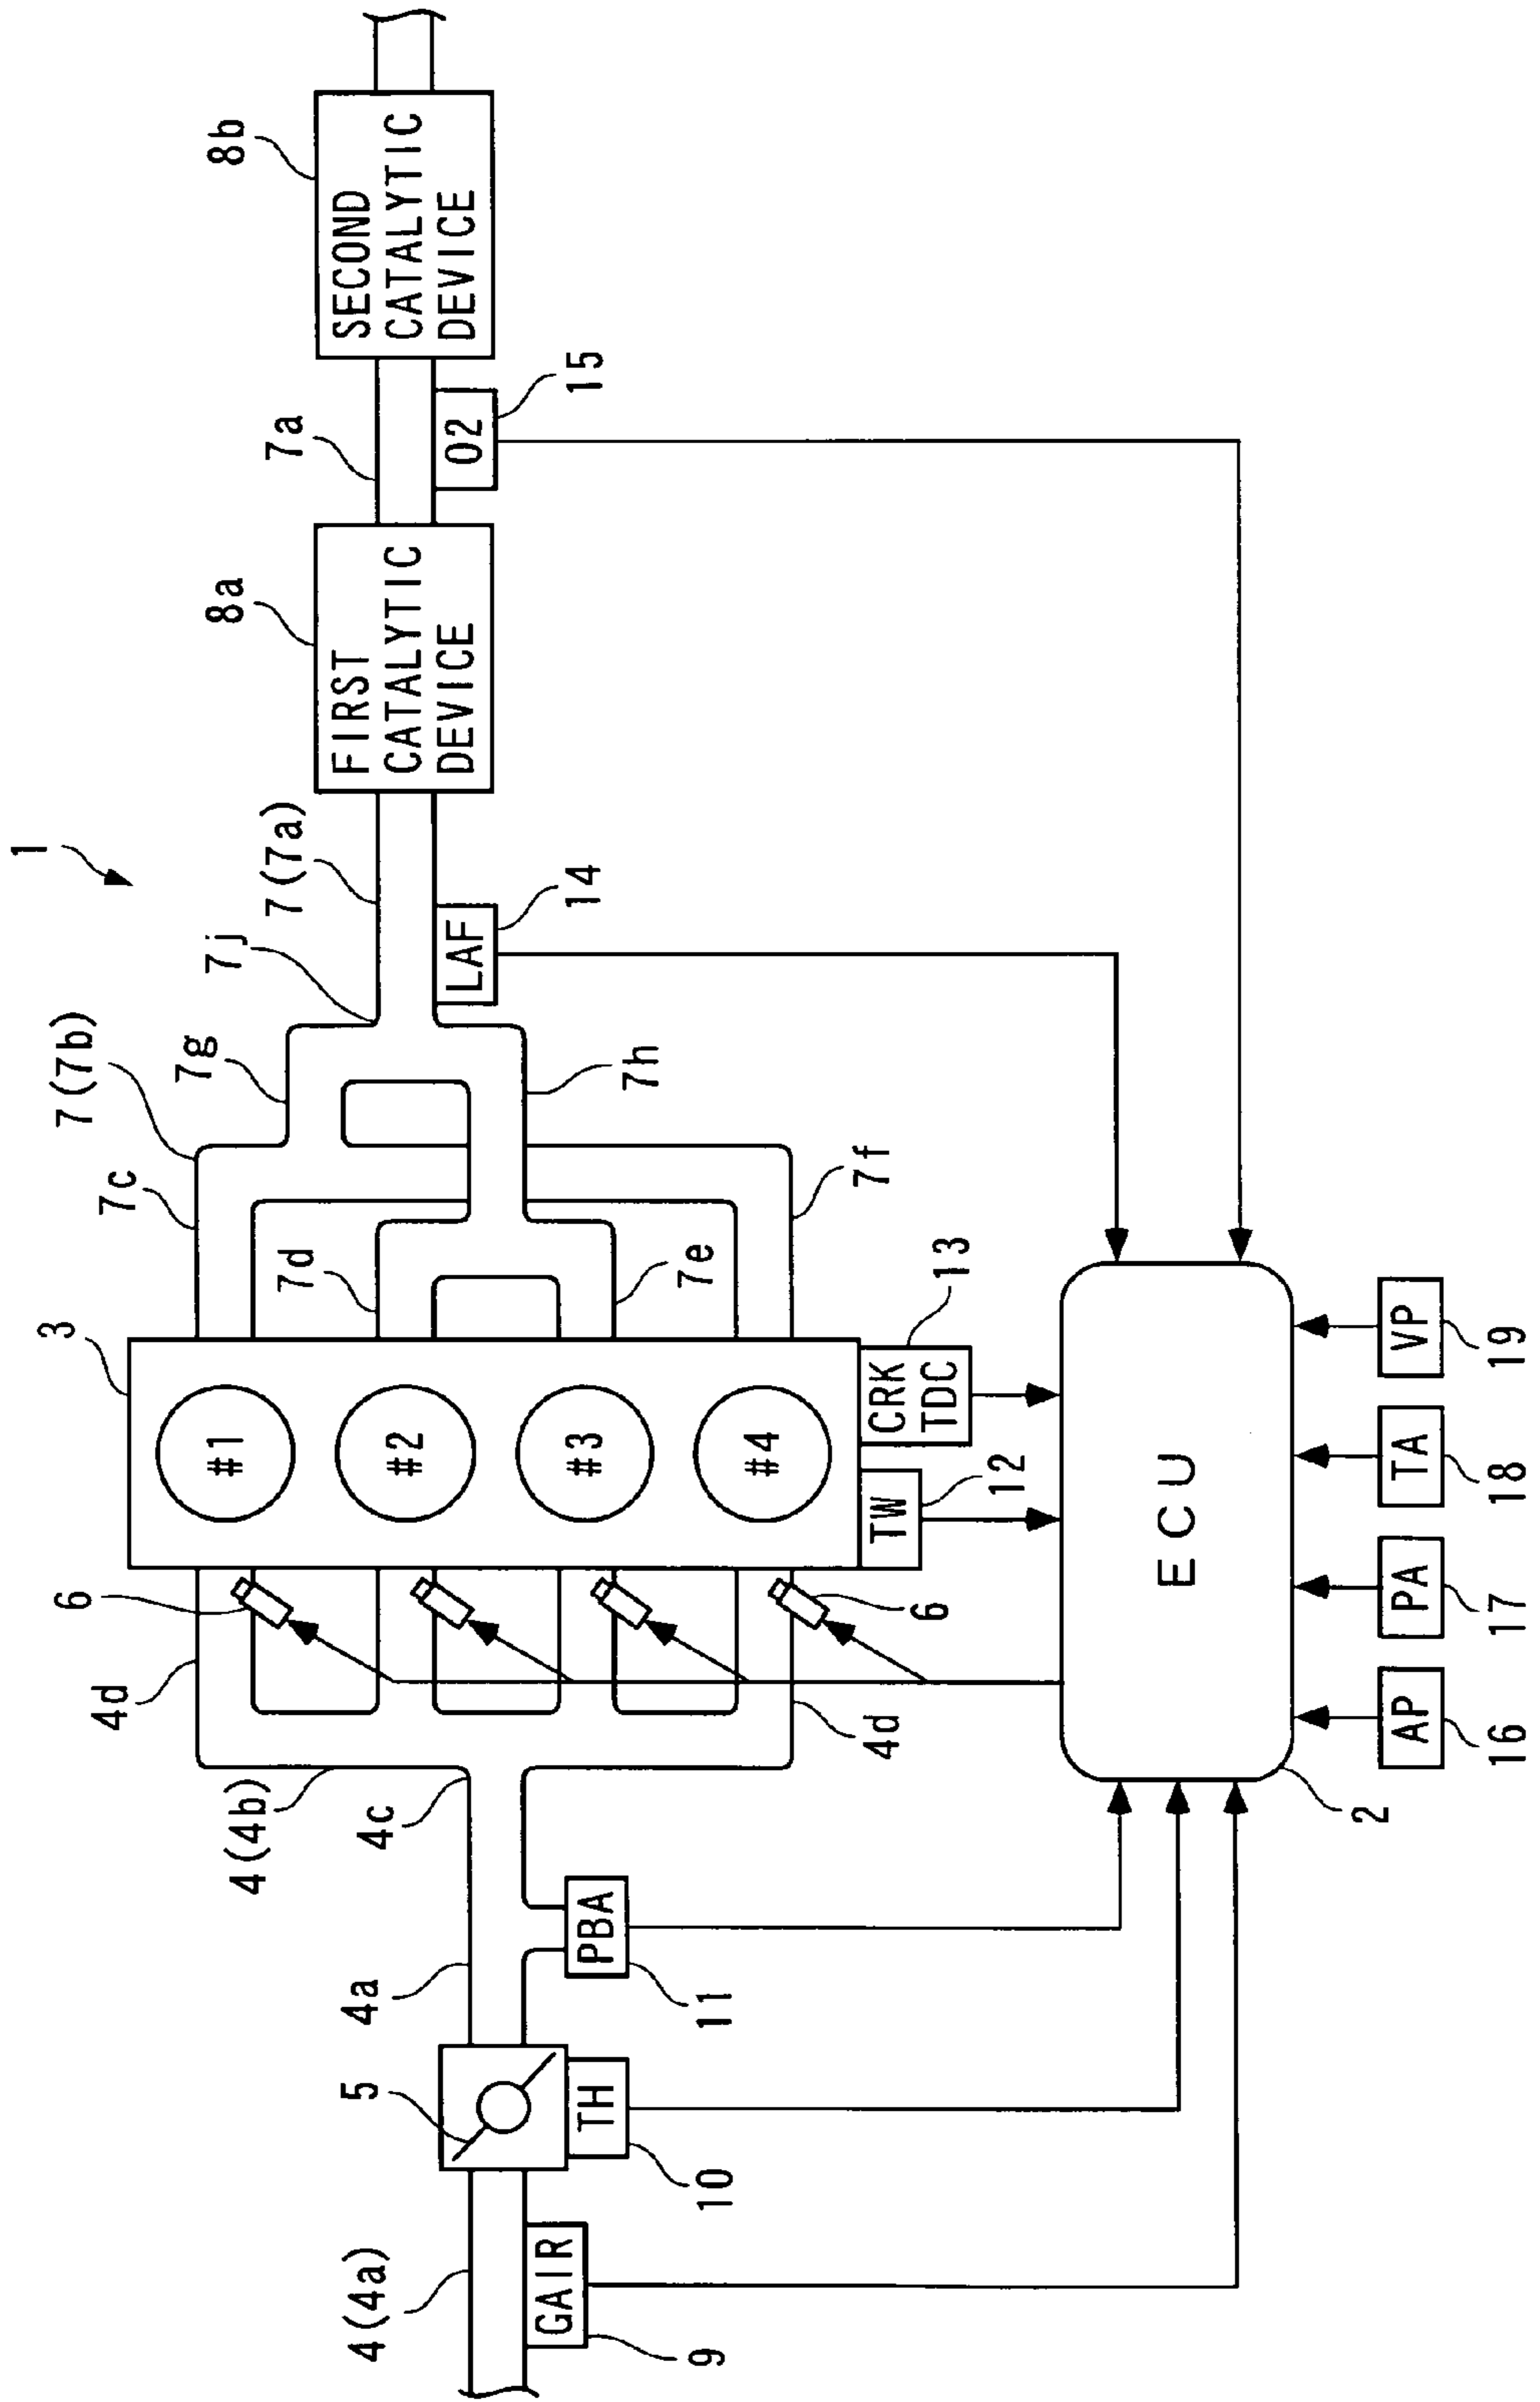 1
7(7b)
7j
7(7a)
8a
7a
8b
3
7c
7g
6
4d
7d
FIRST
CATALYTIC
DEVICE
SECOND
CATALYTIC
DEVICE
4(4b)
#1
#2
#3
#4
4c
7e
7h
LAF
14
O2
15
4(4a)
5
4a
4d
6
7f
GAIR
9
TH
10
PBA
11
TW
12
CRK
TDC
13
ECU
2
AP
16
PA
17
TA
18
VP
19